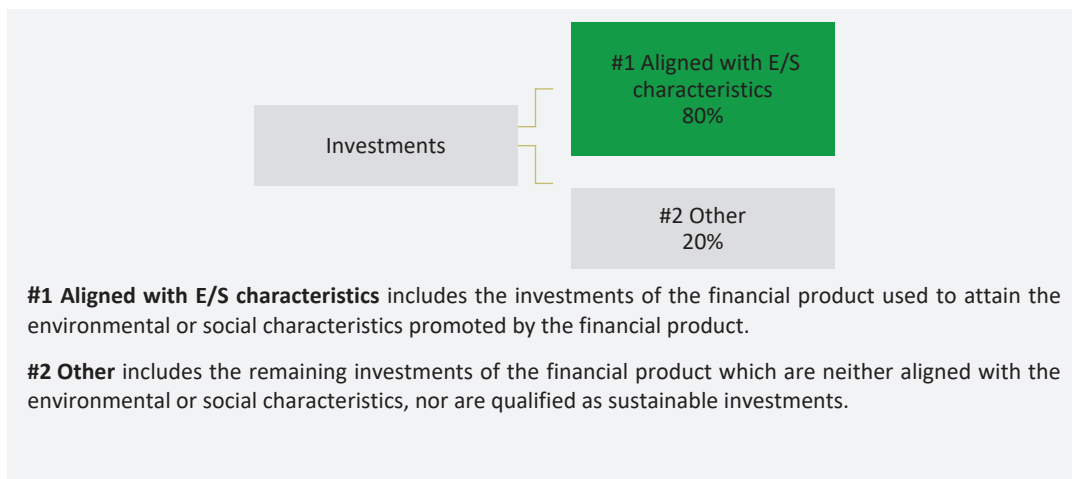 #1 Aligned with E/S
characteristics
80%
Investments
#2 Other
20%
#1 Aligned with E/S characteristics includes the investments of the financial product used to attain the
environmental or social characteristics promoted by the financial product.
#2 Other includes the remaining investments of the financial product which are neither aligned with the
environmental or social characteristics, nor are qualified as sustainable investments.